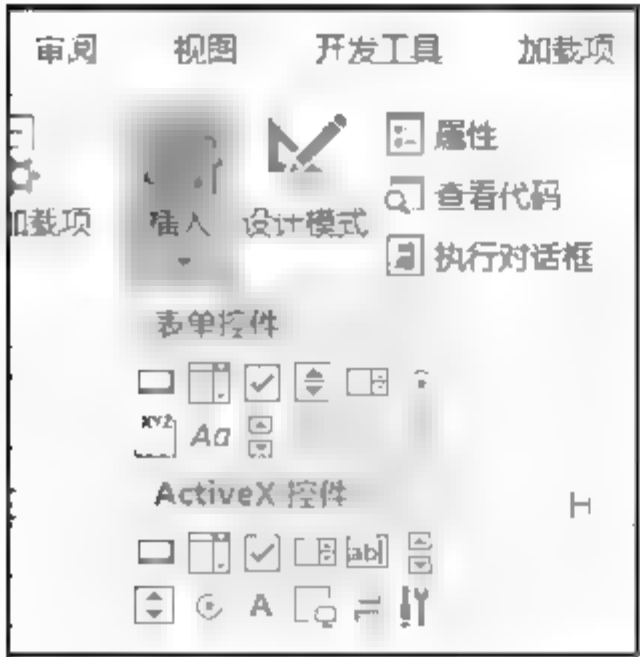 审阅 视图 开发工具 加载项
属性
加载项 插入 设计模式 查看代码
执行对话框
表单控件
XYZ Aa
ActiveX 控件
ab
A